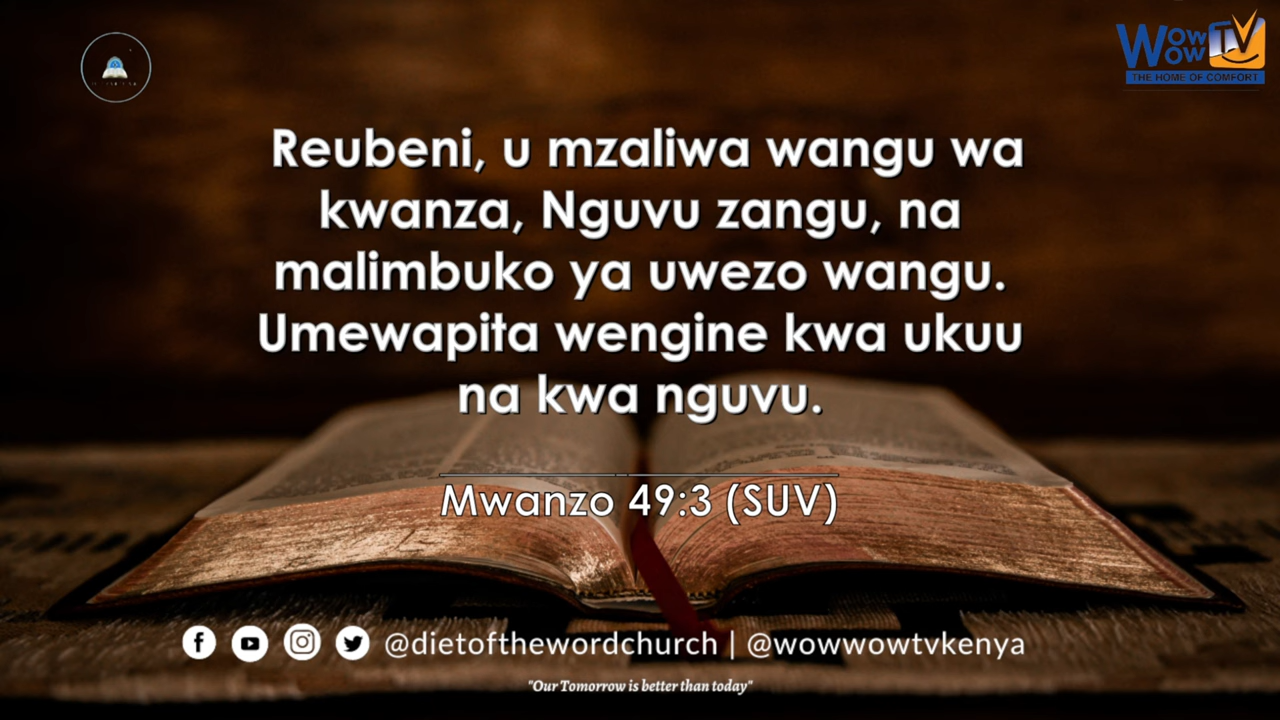 WOW WOW TV
THE HOME OF COMFORT
Reubeni, u mzaliwa wangu wa
kwanza, Nguvu zangu, na
malimbuko ya uwezo wangu.
Umewapita wengine kwa ukuu
na kwa nguvu.
Mwanzo 49:3 (SUV)
@dietofthewordchurch | @wowwowtvkenya
"Our Tomorrow is better than today"